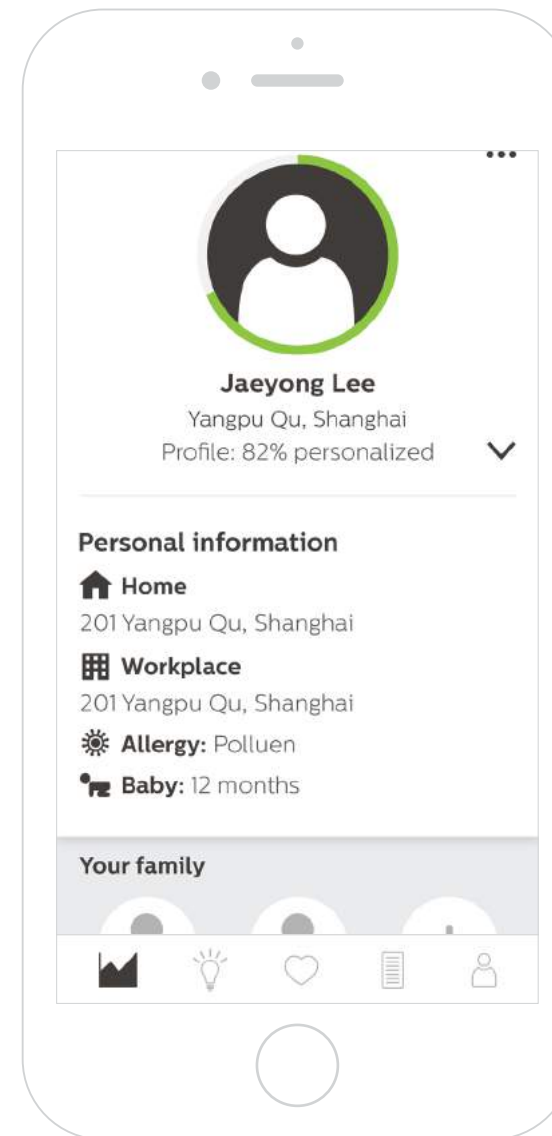 Jaeyong Lee
Yangpu Qu, Shanghai
Profile: 82% personalized
Personal information
Home
201 Yangpu Qu, Shanghai
Workplace
201 Yangpu Qu, Shanghai
Allergy: Polluen
Baby: 12 months
Your family